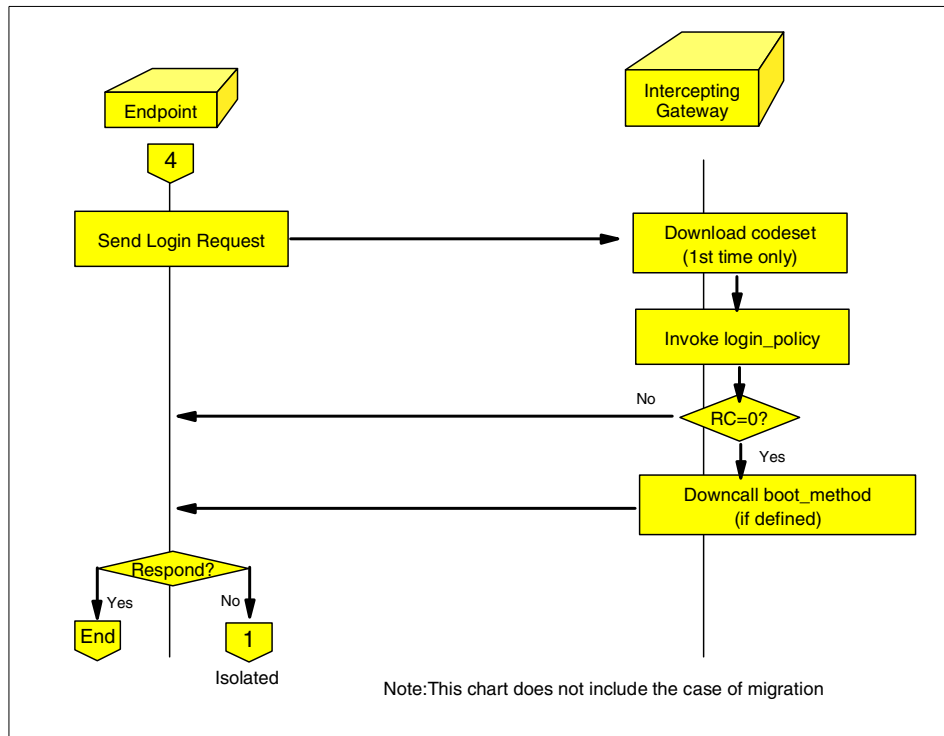 Endpoint
Intercepting
Gateway
4
Send Login Request
Download codeset
(1st time only)
Invoke login_policy
No
RC=0?
Yes
Downcall boot_method
(if defined)
Respond?
Yes
No
End
1
Isolated
Note:This chart does not include the case of migration